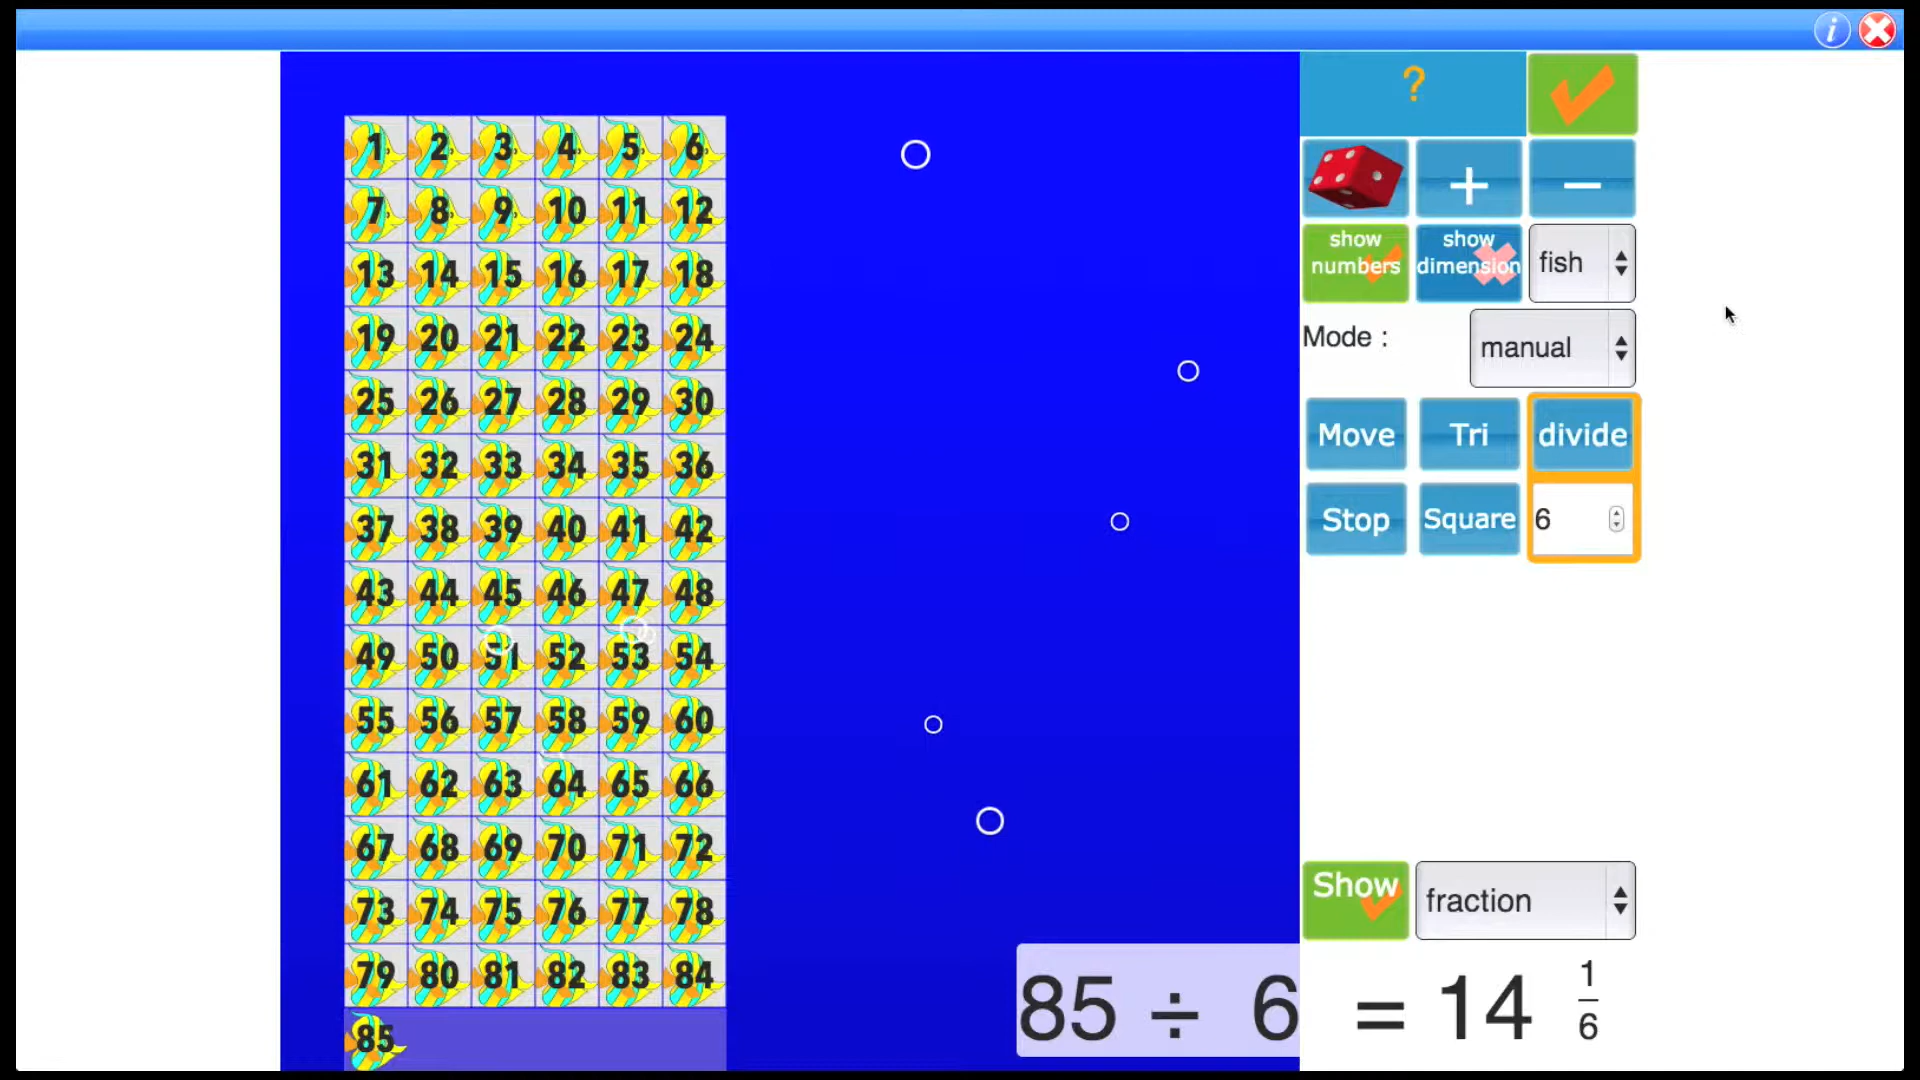 ?
1 2 3 4 5 6
7 8 9 10 11 12
13 14 15 16 17 18
19 20 21 22 23 24
25 26 27 28 29 30
31 32 33 34 35 36
37 38 39 40 41 42
43 44 45 46 47 48
49 50 51 52 53 54
55 56 57 58 59 60
61 62 63 64 65 66
67 68 69 70 71 72
73 74 75 76 77 78
79 80 81 82 83 84
85
+ −
show numbers
show dimension
fish
Mode :
manual
Move Tri divide
Stop Square 6
Show fraction
85 ÷ 6 = 14 1/6